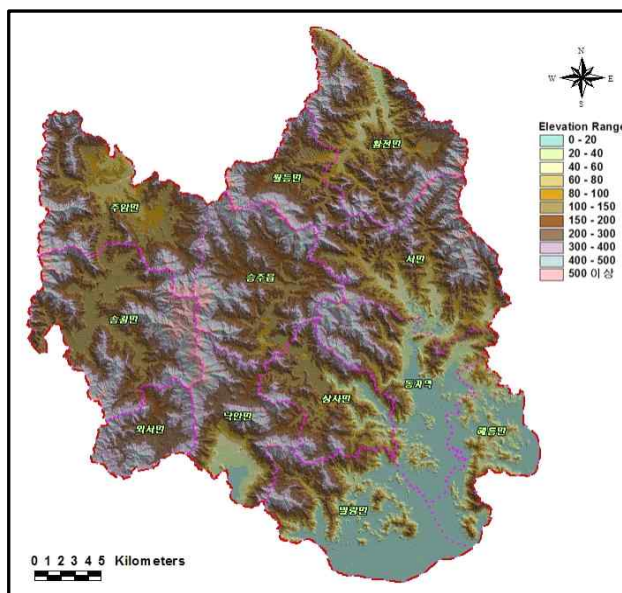 N
W E
S
Elevation Range
0 - 20
20 - 40
40 - 60
60 - 80
80 - 100
100 - 150
150 - 200
200 - 300
300 - 400
400 - 500
500 이상
황전면
월등면
주암면
서면
승주읍
송광면
동지역
상사면
해룡면
낙안면
외서면
별량면
0 1 2 3 4 5 Kilometers